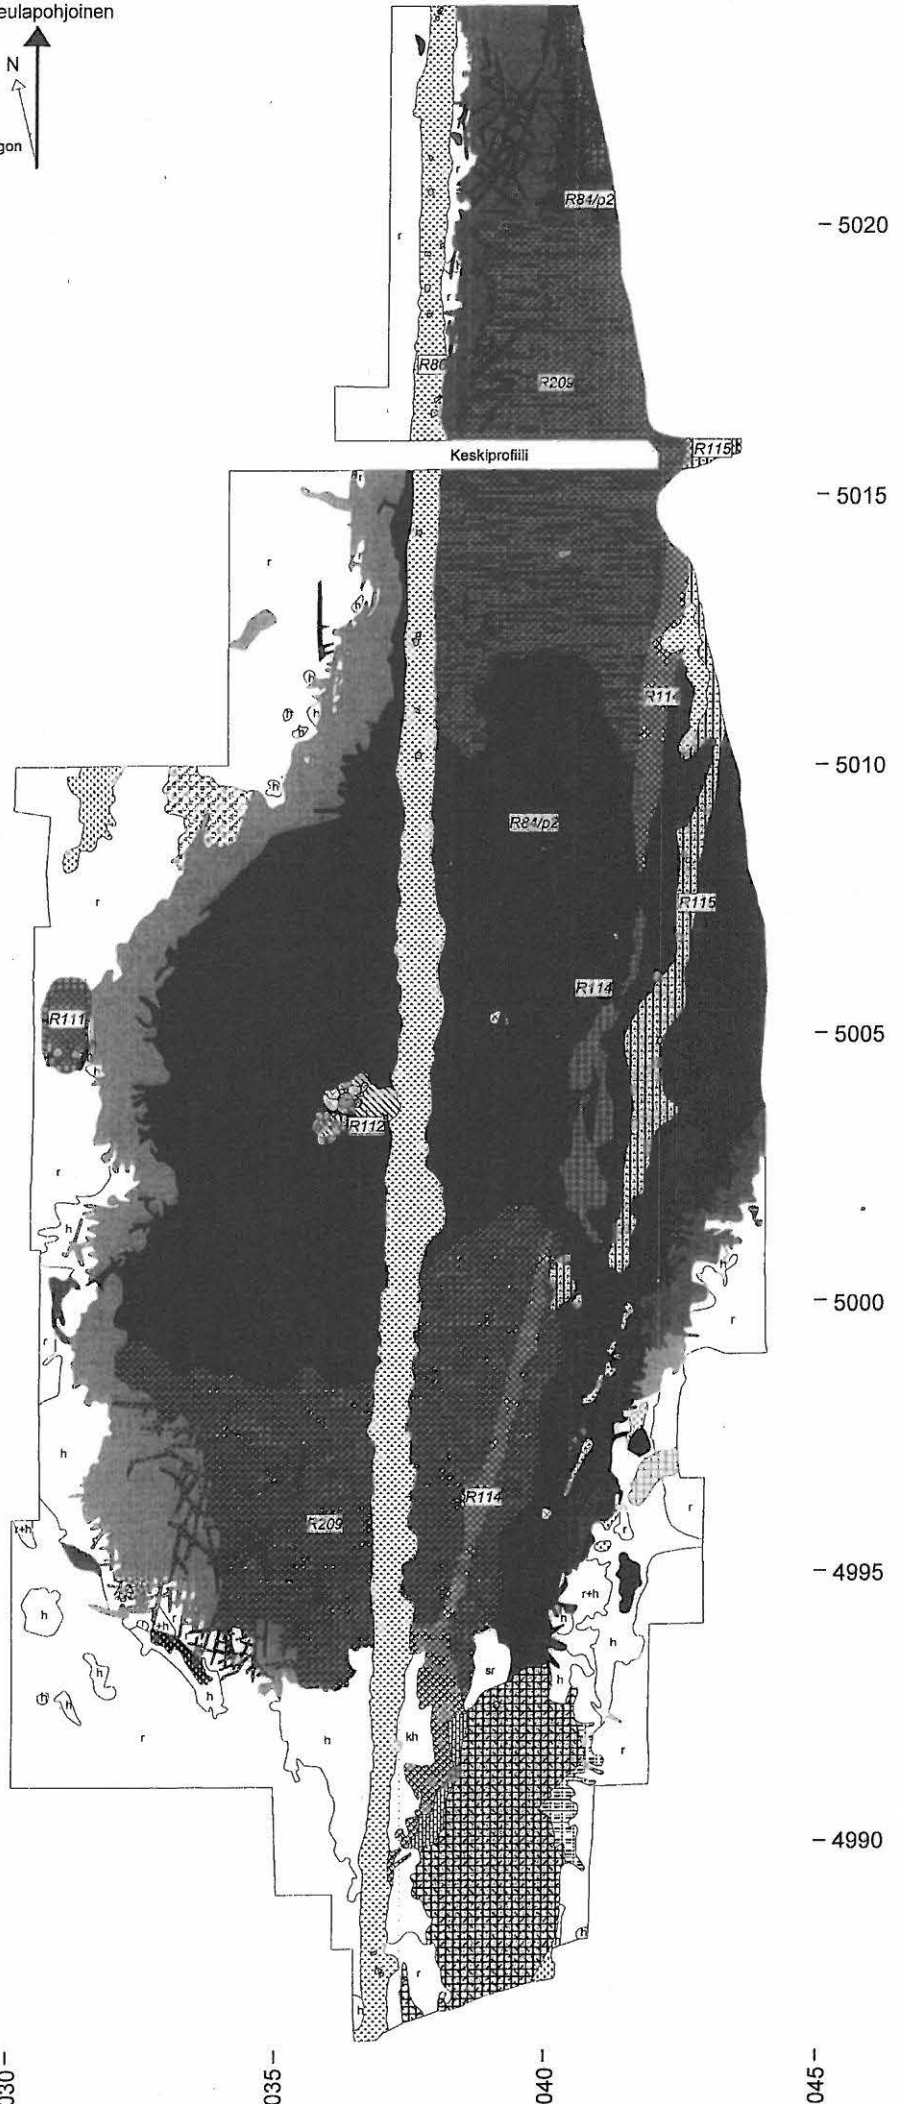 eulapohjoinen
N
gon
R84/p2
r
– 5020
r
h
r
R80
R209
Keskiprofiili
R115
– 5015
r
r
h
h
R114
h
h
h
– 5010
h
R84/p2
r
R115
R114
R111
– 5005
h
R112
r
h
h
– 5000
r
r
h
R114
r
R209
r+h
r
– 4995
r+h
h
h
r
+h
h
r
sr
h
h
h
h
h
r
h
kh
r
– 4990
h
r
h
030 –
035 –
040 –
045 –